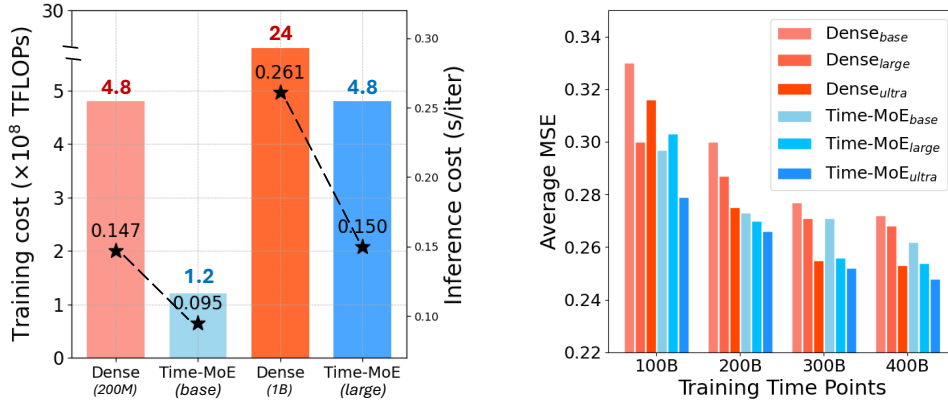 Training cost (×10⁸ TFLOPs)
30
5
4
3
2
1
0
4.8
0.147
1.2
0.095
24
0.261
4.8
0.150
0.30
0.25
0.20
0.15
0.10
Inference cost (s/iter)
Dense
(200M)
Time-MoE
(base)
Dense
(1B)
Time-MoE
(large)
Average MSE
0.34
0.32
0.30
0.28
0.26
0.24
0.22
Dense_base
Dense_large
Dense_ultra
Time-MoE_base
Time-MoE_large
Time-MoE_ultra
100B
200B
300B
400B
Training Time Points